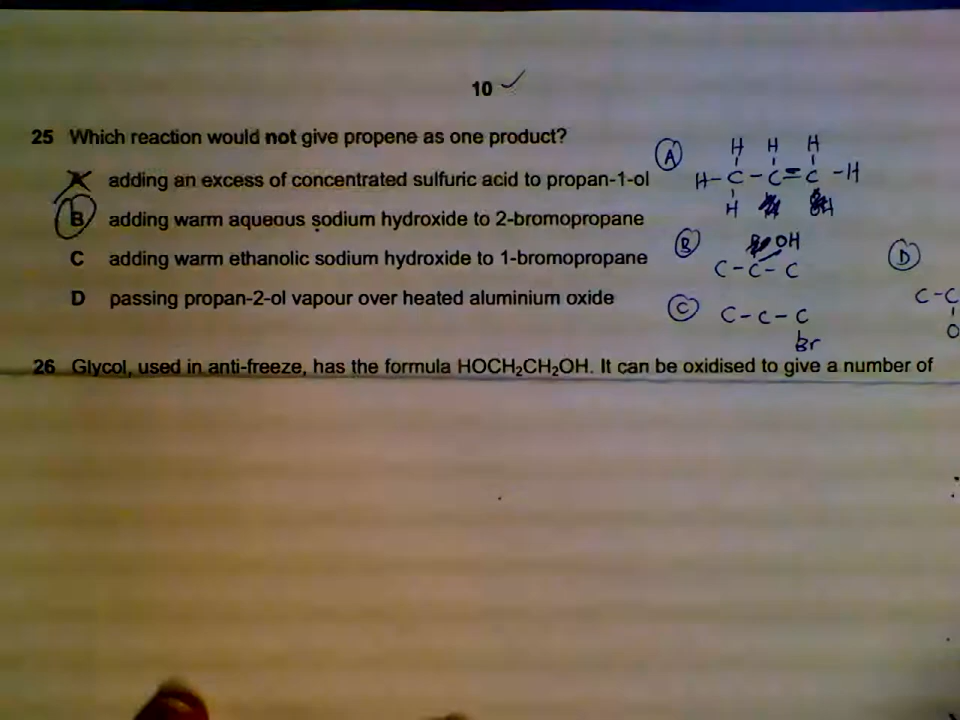 10 ✓
25 Which reaction would not give propene as one product?
A adding an excess of concentrated sulfuric acid to propan-1-ol
B adding warm aqueous sodium hydroxide to 2-bromopropane
C adding warm ethanolic sodium hydroxide to 1-bromopropane
D passing propan-2-ol vapour over heated aluminium oxide
26 Glycol, used in anti-freeze, has the formula HOCH₂CH₂OH. It can be oxidised to give a number of
A
H H H
H-C-C=C-H
H
B
OH
C-C-C
C
C-C-C
Br
D
C-C
O